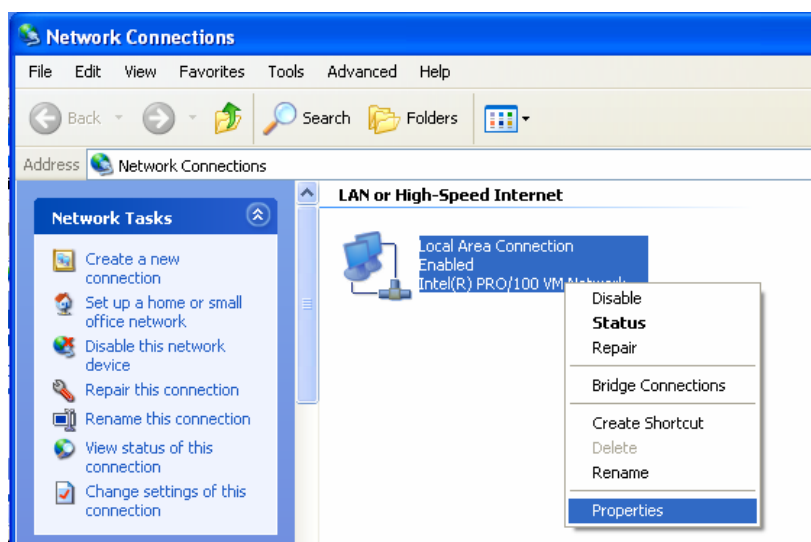 Network Connections
File Edit View Favorites Tools Advanced Help
Back Search Folders
Address Network Connections
Network Tasks
Create a new
connection
Set up a home or small
office network
Disable this network
device
Repair this connection
Rename this connection
View status of this
connection
Change settings of this
connection
LAN or High-Speed Internet
Local Area Connection
Enabled
Intel(R) PRO/100 VM Network
Disable
Status
Repair
Bridge Connections
Create Shortcut
Delete
Rename
Properties